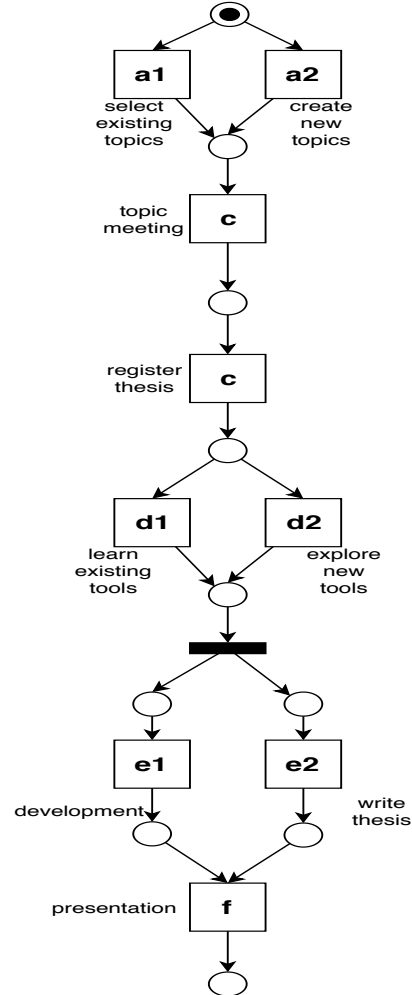 a1
a2
select
existing
topics
create
new
topics
topic
meeting
c
register
thesis
c
d1
d2
learn
existing
tools
explore
new
tools
e1
e2
development
write
thesis
presentation
f